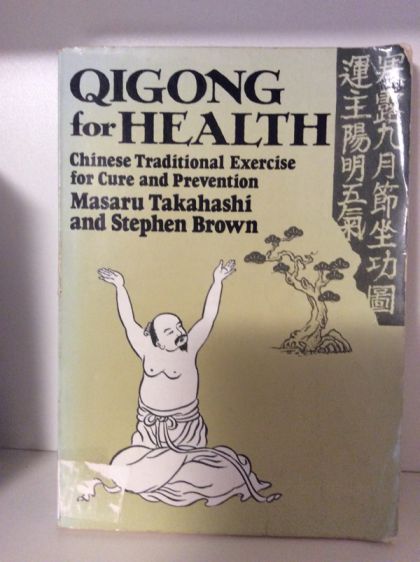 QIGONG
for HEALTH
Chinese Traditional Exercise
for Cure and Prevention
Masaru Takahashi
and Stephen Brown
寒露九月節坐功圖
運主陽明五氣